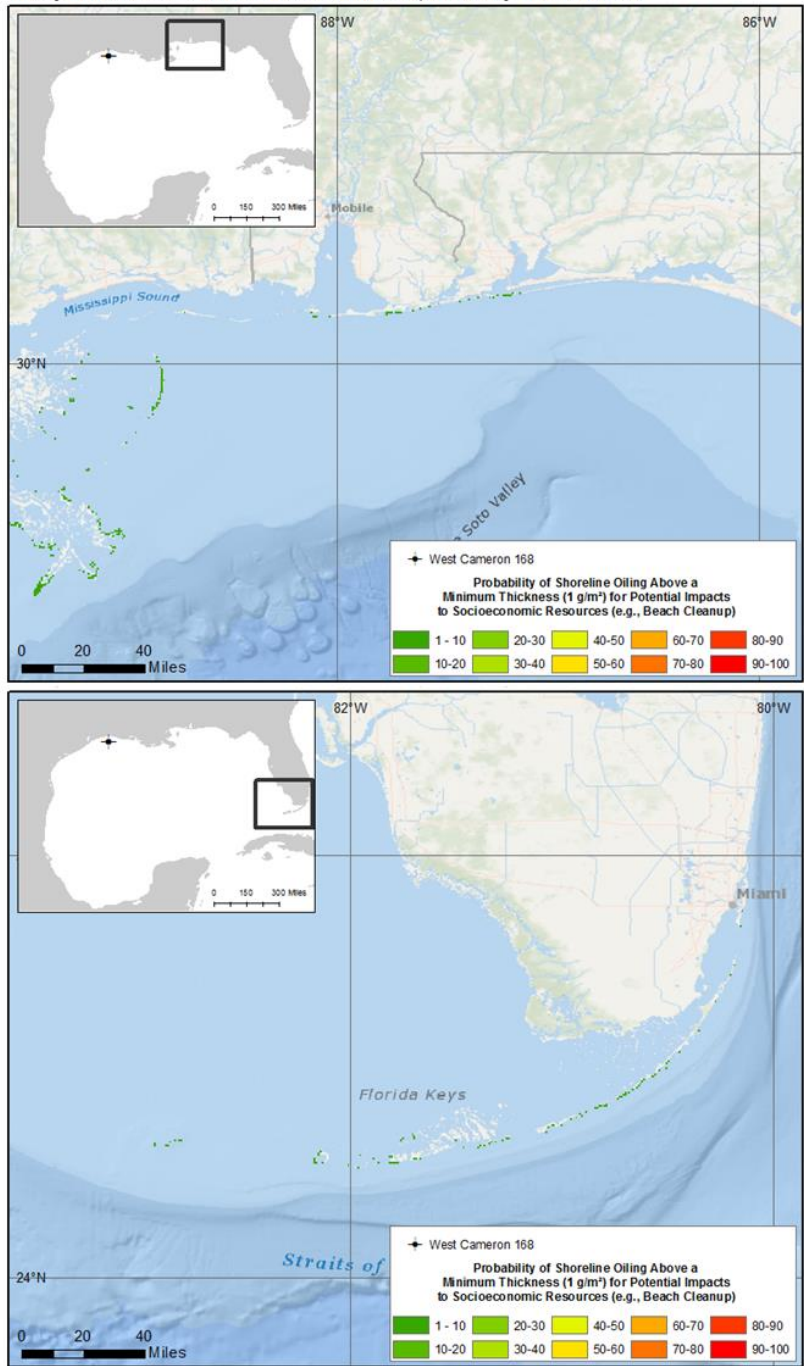 88°W 86°W
0 150 300 Miles
Mobile
Mississippi Sound
30°N
Soto Valley
West Cameron 168
Probability of Shoreline Oiling Above a
Minimum Thickness (1 g/m²) for Potential Impacts
to Socioeconomic Resources (e.g., Beach Cleanup)
1 - 10 20-30 40-50 60-70 80-90
10-20 30-40 50-60 70-80 90-100
0 20 40
Miles
82°W 80°W
0 150 300 Miles
Miami
Florida Keys
Straits of
24°N
West Cameron 168
Probability of Shoreline Oiling Above a
Minimum Thickness (1 g/m²) for Potential Impacts
to Socioeconomic Resources (e.g., Beach Cleanup)
1 - 10 20-30 40-50 60-70 80-90
10-20 30-40 50-60 70-80 90-100
0 20 40
Miles